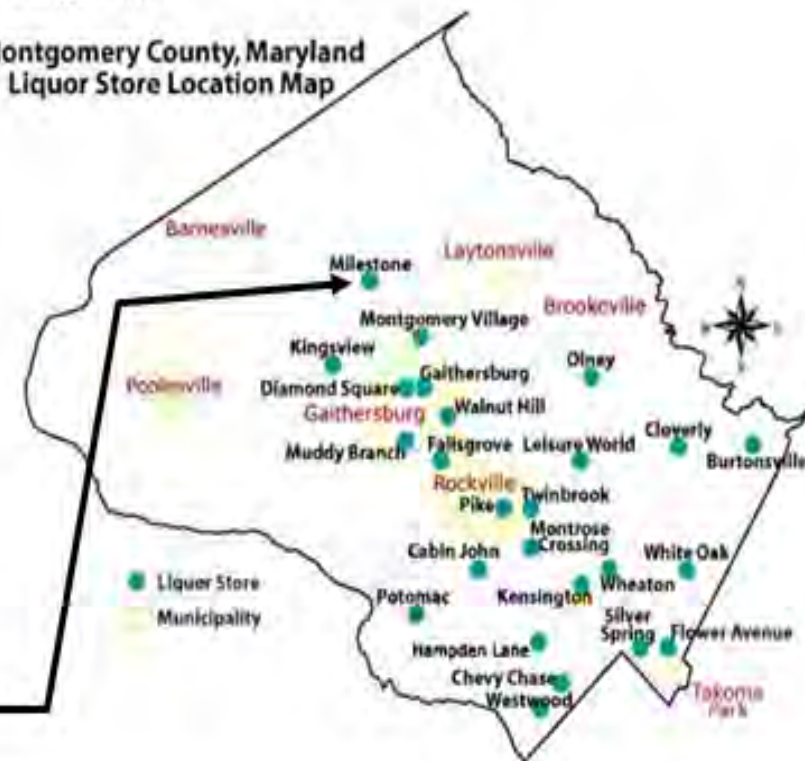 ontgomery County, Maryland
Liquor Store Location Map
Barnesville
Laytonsville
Milestone
Brookeville
Montgomery Village
Kingsview
Olney
Poolesville
Diamond Square
Gaithersburg
Gaithersburg
Walnut Hill
Cloverly
Muddy Branch
Fallsgrove
Leisure World
Burtonsville
Rockville
Pike
Twinbrook
Montrose
Crossing
Cabin John
White Oak
Liquer Store
Wheaton
Kensington
Potomac
Municipality
Silver
Spring
Flower Avenue
Hampden Lane
Chevy Chase
Westwood
Takoma
Park